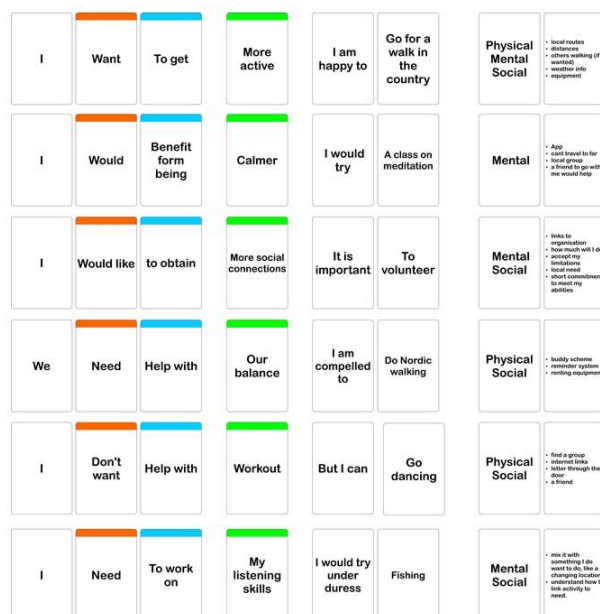 I
Want
To get
More
active
I am
happy to
Go for a
walk in
the
country
Physical
Mental
Social
• local routes
• distances
• others walking (if
wanted)
• weather info
• equipment
I
Would
Benefit
form
being
Calmer
I would
try
A class on
meditation
Mental
• App
• cant travel to far
• local group
• a friend to go with
me would help
I
Would like
to obtain
More social
connections
It is
important
To
volunteer
Mental
Social
• links to
organisation
• how much will I do
• accept my
limitations
• local need
• short commitment
to meet my
abilities
We
Need
Help with
Our
balance
I am
compelled
to
Do Nordic
walking
Physical
Social
• buddy scheme
• reminder system
• renting equipment
I
Don't
want
Help with
Workout
But I can
Go
dancing
Physical
Social
• find a group
• internet links
• letter through the
door
• a friend
I
Need
To work
on
My
listening
skills
I would try
under
duress
Fishing
Mental
Social
• mix it with
something I do
want to do, like a
changing location
• understand how
link activity to
need.